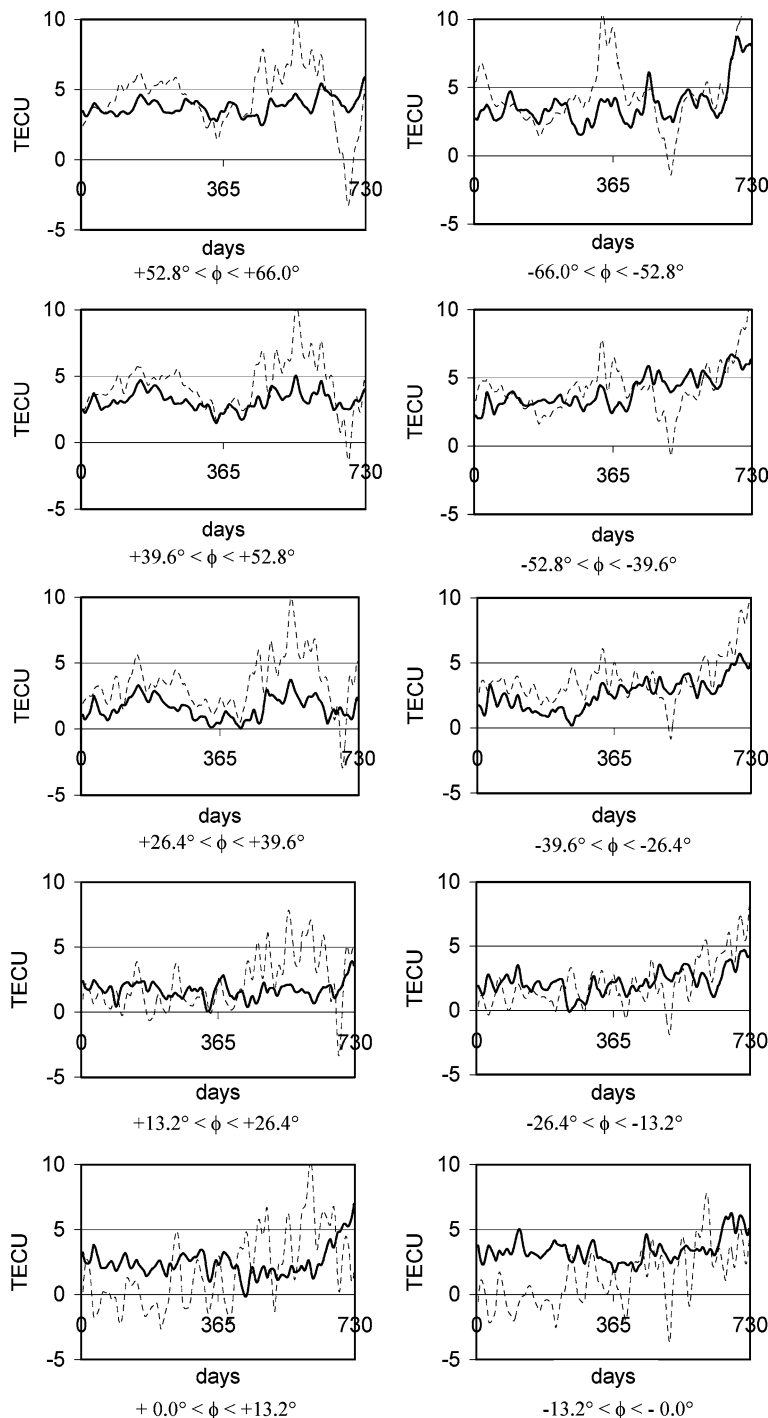 10
5
0
-5
TECU
0 365 730
days
+52.8° < ϕ < +66.0°
10
5
0
-5
TECU
0 365 730
days
-66.0° < ϕ < -52.8°
10
5
0
-5
TECU
0 365 730
days
+39.6° < ϕ < +52.8°
10
5
0
-5
TECU
0 365 730
days
-52.8° < ϕ < -39.6°
10
5
0
-5
TECU
0 365 730
days
+26.4° < ϕ < +39.6°
10
5
0
-5
TECU
0 365 730
days
-39.6° < ϕ < -26.4°
10
5
0
-5
TECU
0 365 730
days
+13.2° < ϕ < +26.4°
10
5
0
-5
TECU
0 365 730
days
-26.4° < ϕ < -13.2°
10
5
0
-5
TECU
0 365 730
days
+ 0.0° < ϕ < +13.2°
10
5
0
-5
TECU
0 365 730
days
-13.2° < ϕ < - 0.0°